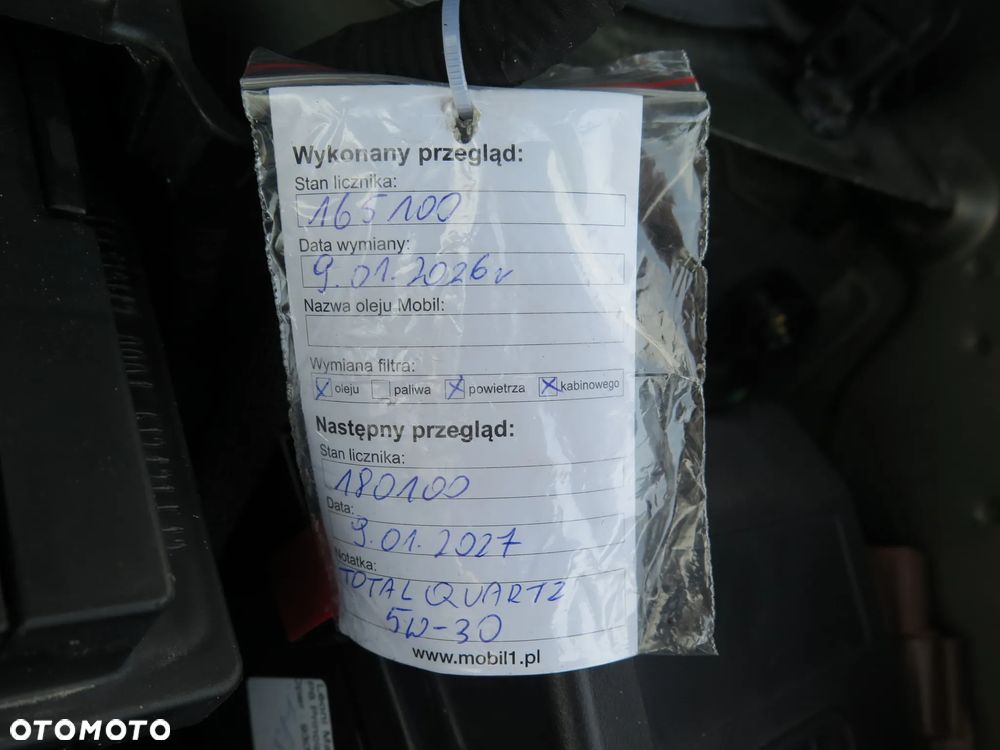 Wykonany przegląd:
Stan licznika:
165100
Data wymiany:
9.01.2026r
Nazwa oleju Mobil:
Wymiana filtra:
oleju paliwa powietrza kabinowego
Następny przegląd:
Stan licznika:
180100
Data:
9.01.2027
Notatka:
TOTAL QUARTZ
5W-30
www.mobil1.pl
OTOMOTO